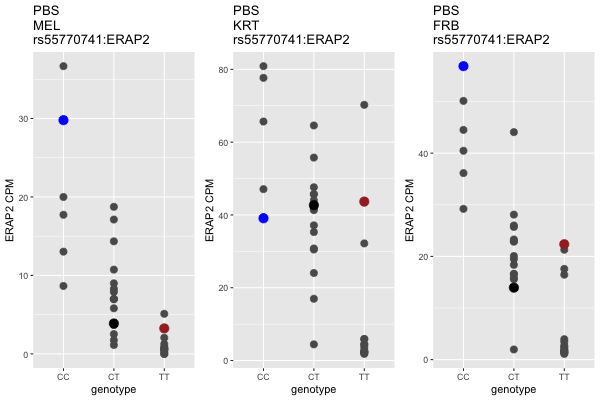 PBS
MEL
rs55770741:ERAP2
ERAP2 CPM
30
20
10
0
CC CT TT
genotype
PBS
KRT
rs55770741:ERAP2
ERAP2 CPM
80
60
40
20
0
CC CT TT
genotype
PBS
FRB
rs55770741:ERAP2
ERAP2 CPM
40
20
0
CC CT TT
genotype